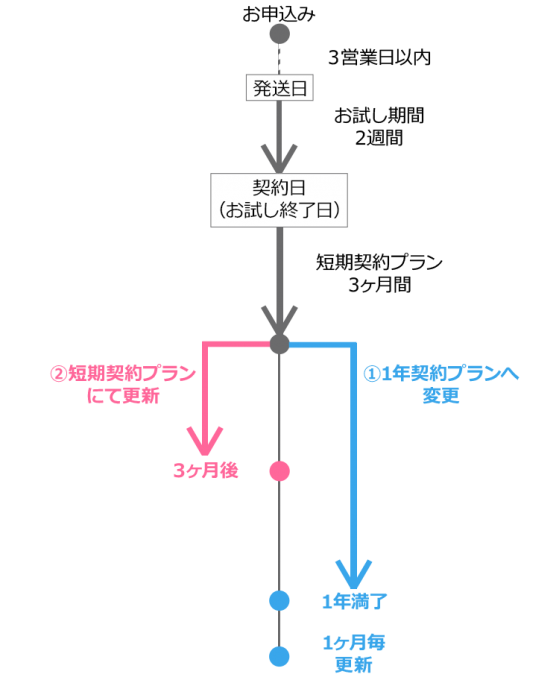 お申込み
3営業日以内
発送日
お試し期間
2週間
契約日
(お試し終了日)
短期契約プラン
3ヶ月間
②短期契約プラン
にて更新
①1年契約プランへ
変更
3ヶ月後
1年満了
1ヶ月毎
更新